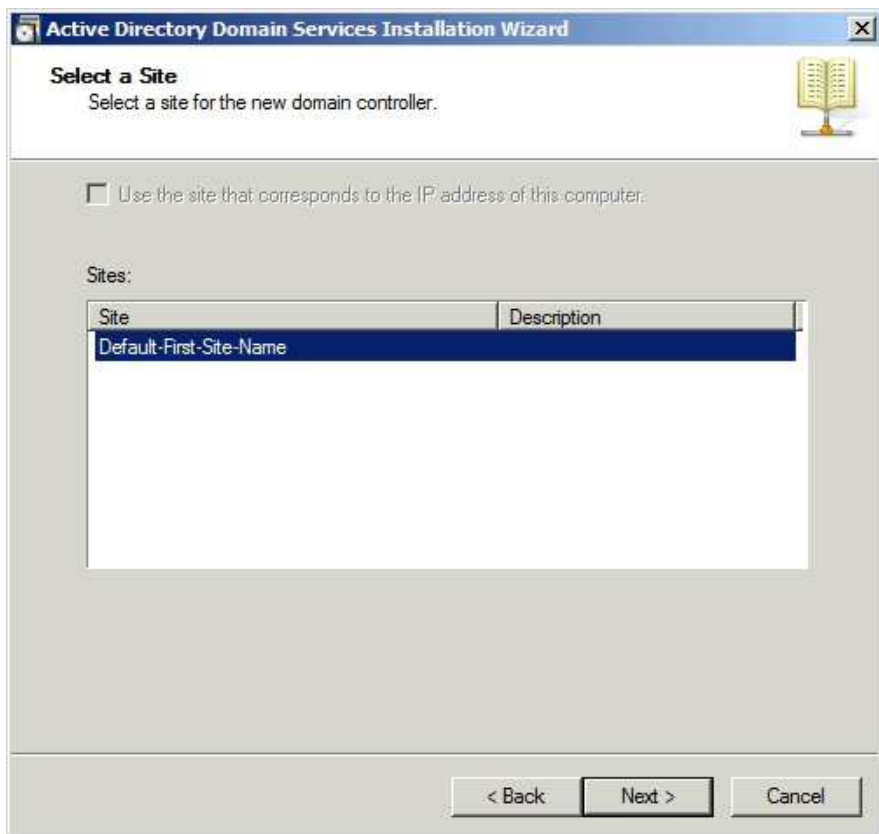 Active Directory Domain Services Installation Wizard
Select a Site
Select a site for the new domain controller.
Use the site that corresponds to the IP address of this computer.
Sites:
Site Description
Default-First-Site-Name
< Back Next > Cancel